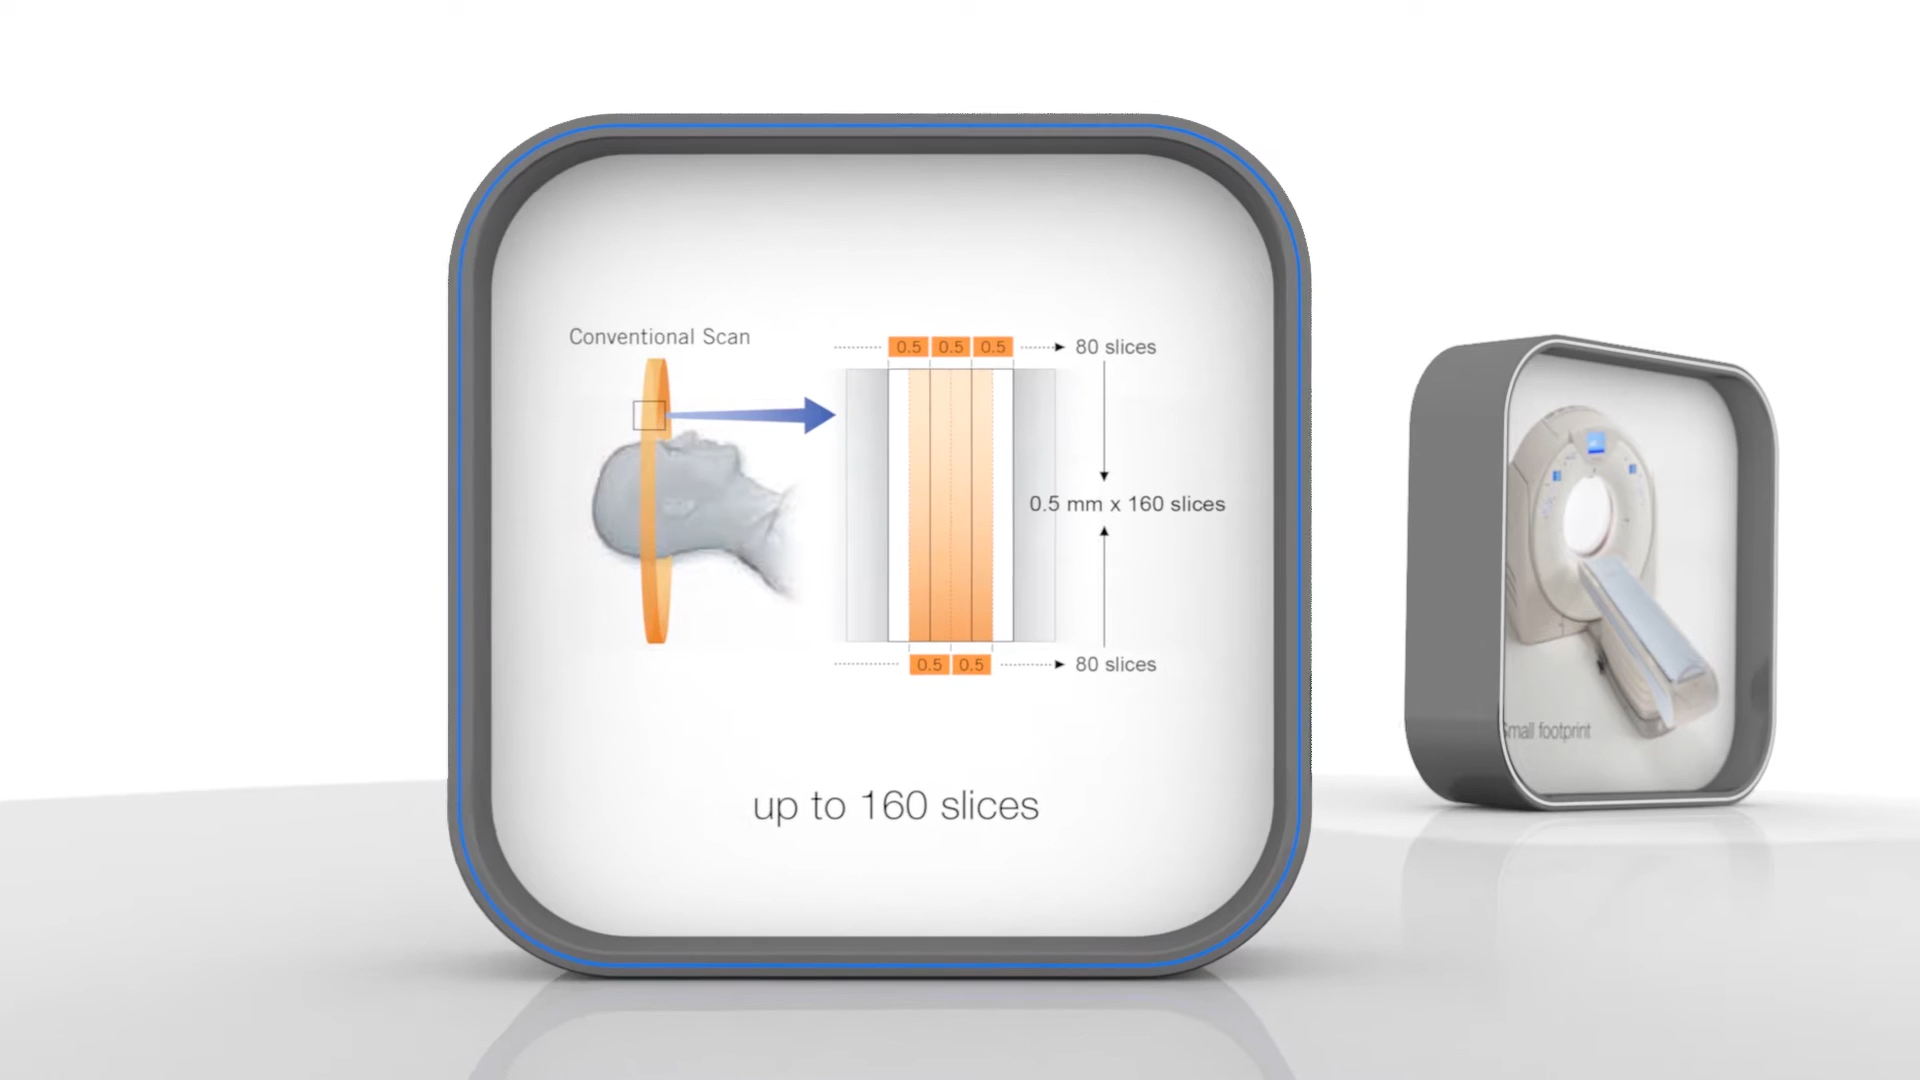 Conventional Scan
0.5 0.5 0.5
80 slices
0.5 mm x 160 slices
0.5 0.5
80 slices
up to 160 slices
Small footprint